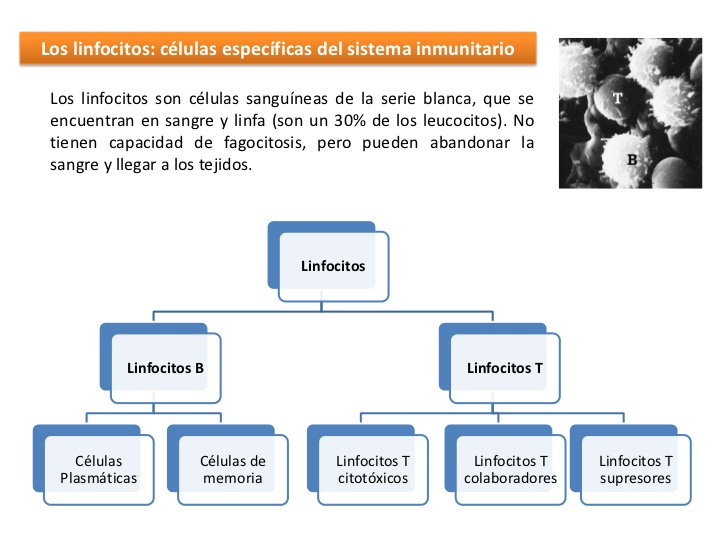 Los linfocitos: células específicas del sistema inmunitario
Los linfocitos son células sanguíneas de la serie blanca, que se
encuentran en sangre y linfa (son un 30% de los leucocitos). No
tienen capacidad de fagocitosis, pero pueden abandonar la
sangre y llegar a los tejidos.
T
B
Linfocitos
Linfocitos B
Linfocitos T
Células
Plasmáticas
Células de
memoria
Linfocitos T
citotóxicos
Linfocitos T
colaboradores
Linfocitos T
supresores